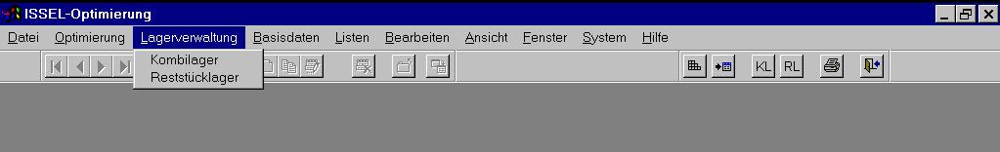 ISSEL-Optimierung
Datei Optimierung Lagerverwaltung Basisdaten Listen Bearbeiten Ansicht Fenster System Hilfe
Kombilager
Reststücklager
KL RL